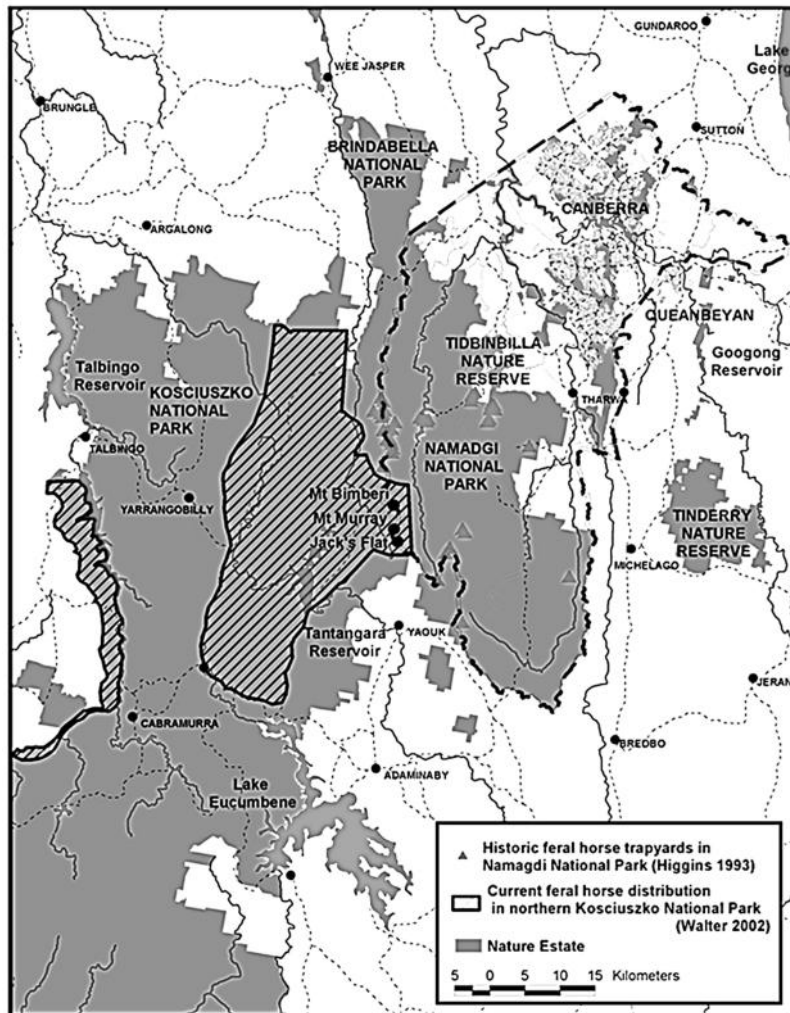 GUNDAROO
Lake
Georg
WEE JASPER
BRUNGLE
SUTTON
BRINDABELLA
NATIONAL
PARK
CANBERRA
ARGALONG
QUEANBEYAN
TIDBINBILLA
NATURE
RESERVE
Googong
Reservoir
Talbingo
Reservoir
KOSCIUSZKO
NATIONAL
PARK
THARWA
TALBINGO
NAMADGI
NATIONAL
PARK
YARRANGOBILLY
Mt Bimberi
Mt Murray
Jack's Flat
TINDERRY
NATURE
RESERVE
MICHELAGO
Tantangara
Reservoir
YAOUK
JERAN
CABRAMURRA
BREDBO
ADAMINABY
Lake
Eucumbene
Historic feral horse trapyards in
Namagdi National Park (Higgins 1993)
Current feral horse distribution
in northern Kosciuszko National Park
(Walter 2002)
Nature Estate
5 0 5 10 15 Kilometers